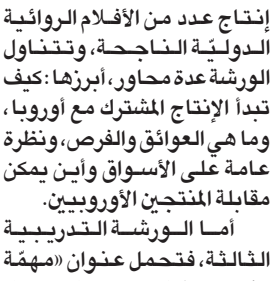 إنتاج عدد من الأفلام الروائية
الدوليّة الناجحة، وتتناول
الورشة عدة محاور، أبرزها: كيف
تبدأ الإنتاج المشترك مع أوروبا،
وما هي العوائق والفرص، ونظرة
عامة على الأسواق وأين يمكن
مقابلة المنتجين الأوروبيين.
أما الورشة التدريبية
الثالثة، فتحمل عنوان «مهمّة